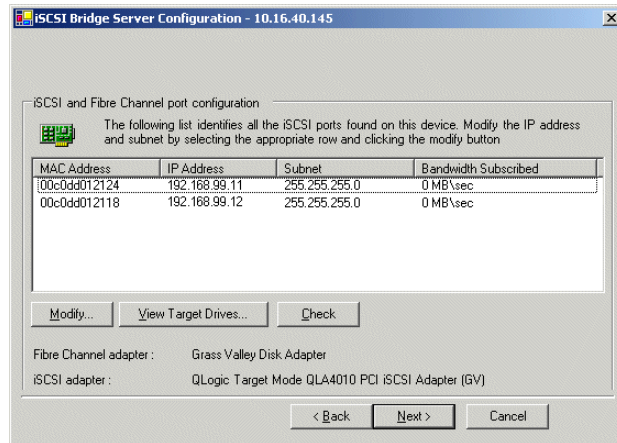 iSCSI Bridge Server Configuration - 10.16.40.145
iSCSI and Fibre Channel port configuration
The following list identifies all the iSCSI ports found on this device. Modify the IP address
and subnet by selecting the appropriate row and clicking the modify button
MAC Address IP Address Subnet Bandwidth Subscribed
00c0dd012124 192.168.99.11 255.255.255.0 0 MB\sec
00c0dd012118 192.168.99.12 255.255.255.0 0 MB\sec
Modify... View Target Drives... Check
Fibre Channel adapter : Grass Valley Disk Adapter
iSCSI adapter : QLogic Target Mode QLA4010 PCI iSCSI Adapter (GV)
< Back Next > Cancel